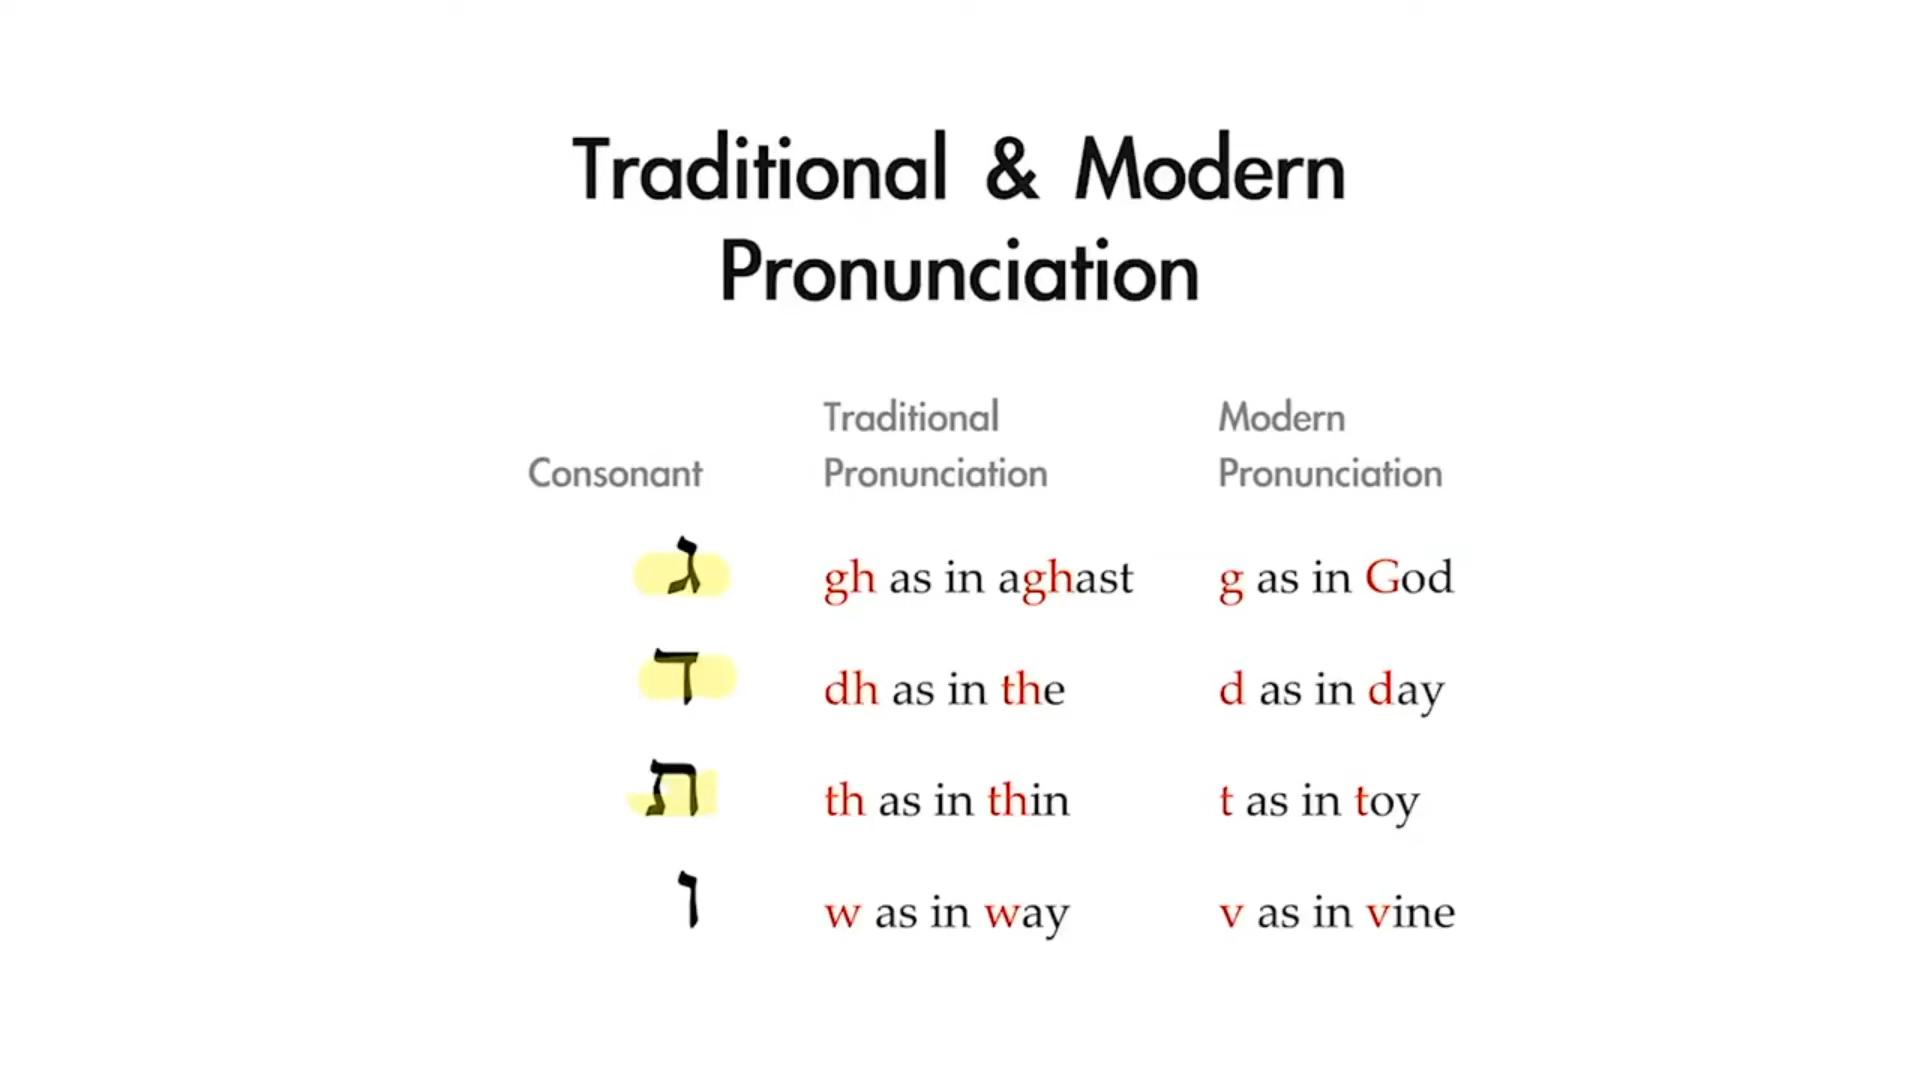 Traditional & Modern
Pronunciation
Consonant
Traditional
Pronunciation
Modern
Pronunciation
ג gh as in aghast g as in God
ד dh as in the d as in day
ת th as in thin t as in toy
ו w as in way v as in vine